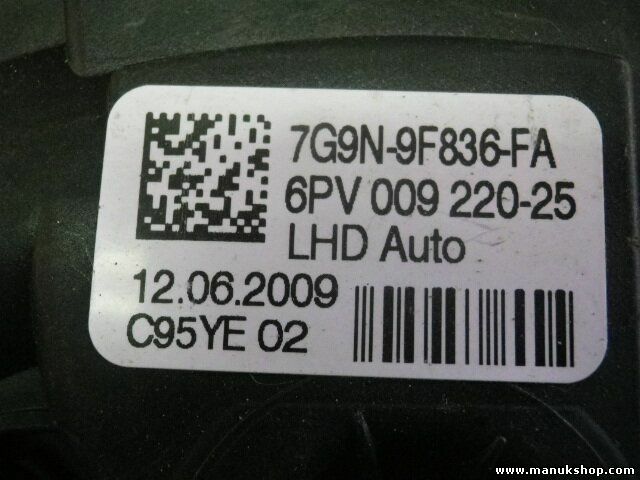 7G9N-9F836-FA
6PV 009 220-25
LHD Auto
12.06.2009
C95YE 02
www.manukshop.com